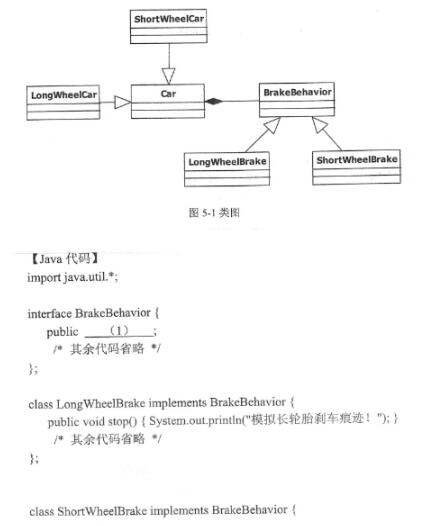 ShortWheelCar
LongWheelCar
Car
BrakeBehavior
LongWheelBrake
ShortWheelBrake
图 5-1 类图
【Java 代码】
import java.util.*;
interface BrakeBehavior {
public （1） ;
/* 其余代码省略 */
};
class LongWheelBrake implements BrakeBehavior {
public void stop() { System.out.println("模拟长轮胎刹车痕迹！"); }
/* 其余代码省略 */
};
class ShortWheelBrake implements BrakeBehavior {